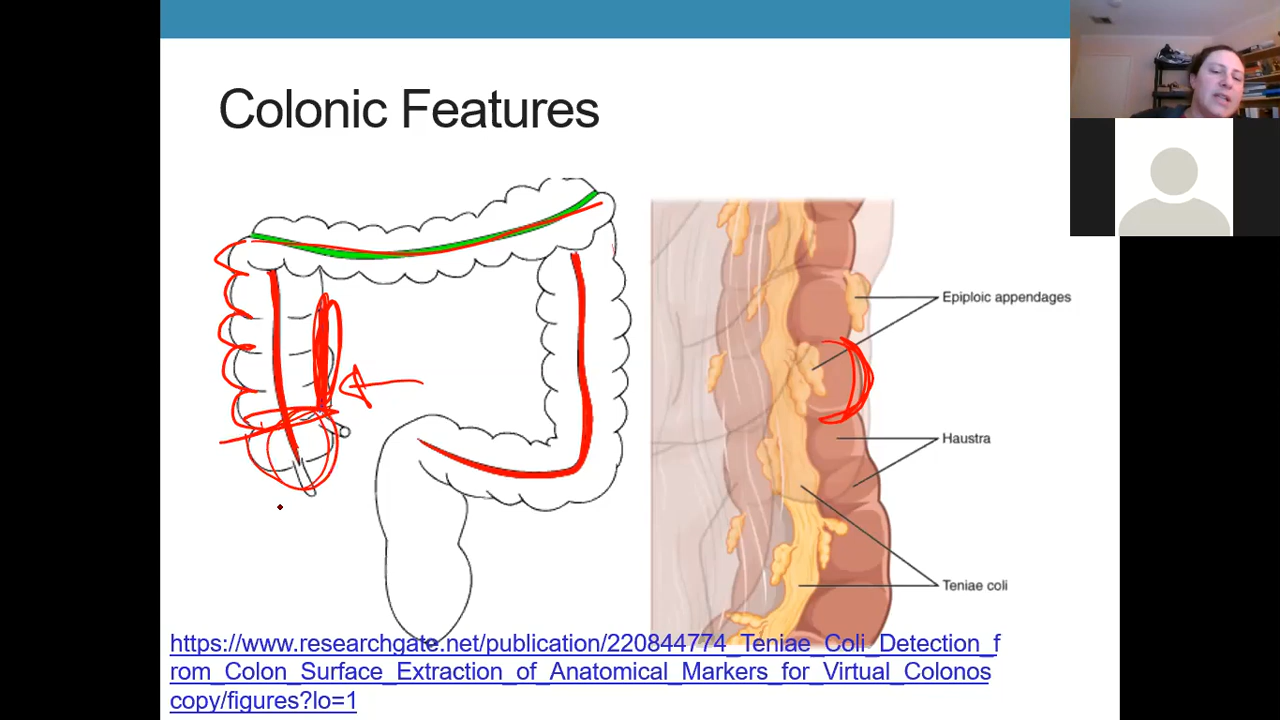 Colonic Features
Epiploic appendages
Haustra
Teniae coli
https://www.researchgate.net/publication/220844774_Teniae_Coli_Detection_f
rom_Colon_Surface_Extraction_of_Anatomical_Markers_for_Virtual_Colonos
copy/figures?lo=1